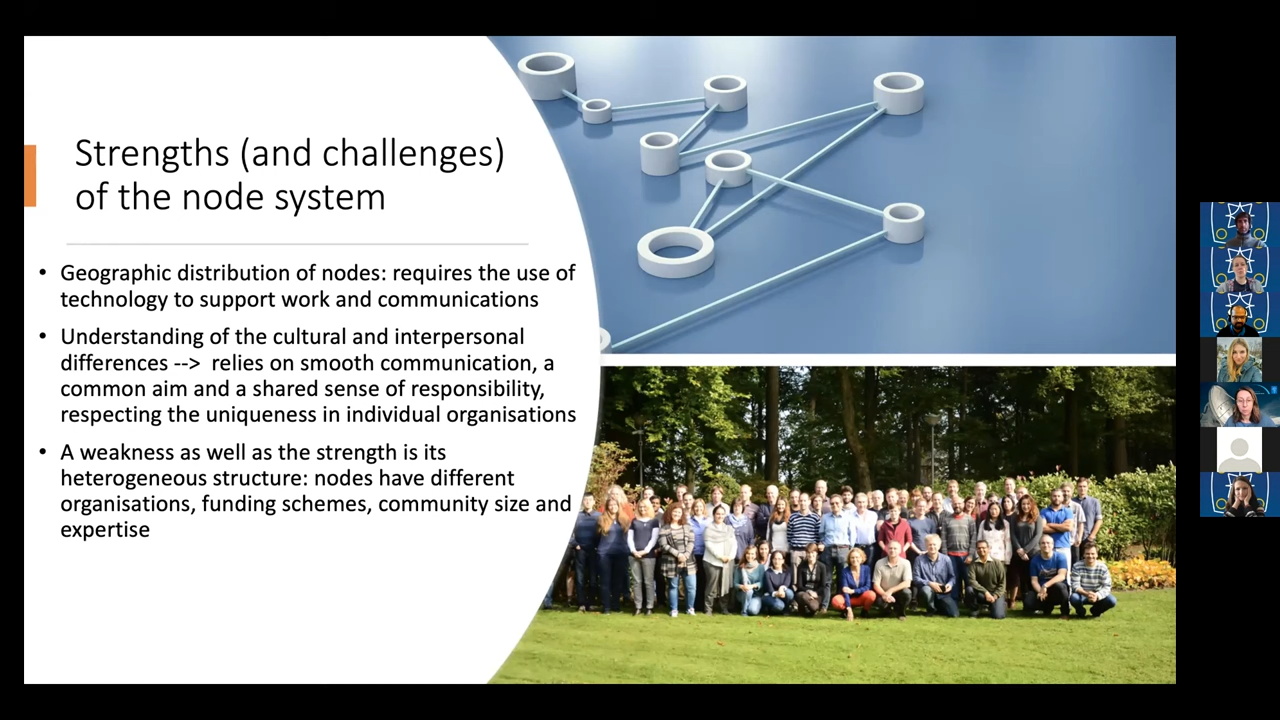 Strengths (and challenges)
of the node system
• Geographic distribution of nodes: requires the use of
technology to support work and communications
• Understanding of the cultural and interpersonal
differences --> relies on smooth communication, a
common aim and a shared sense of responsibility,
respecting the uniqueness in individual organisations
• A weakness as well as the strength is its
heterogeneous structure: nodes have different
organisations, funding schemes, community size and
expertise